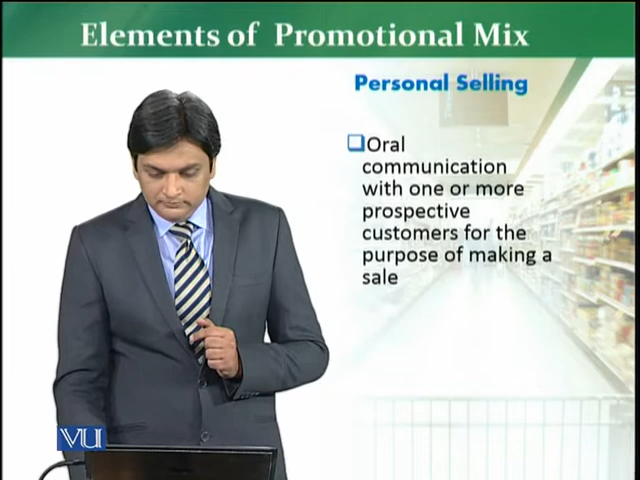 Elements of Promotional Mix
Personal Selling
Oral
communication
with one or more
prospective
customers for the
purpose of making a
sale
VU